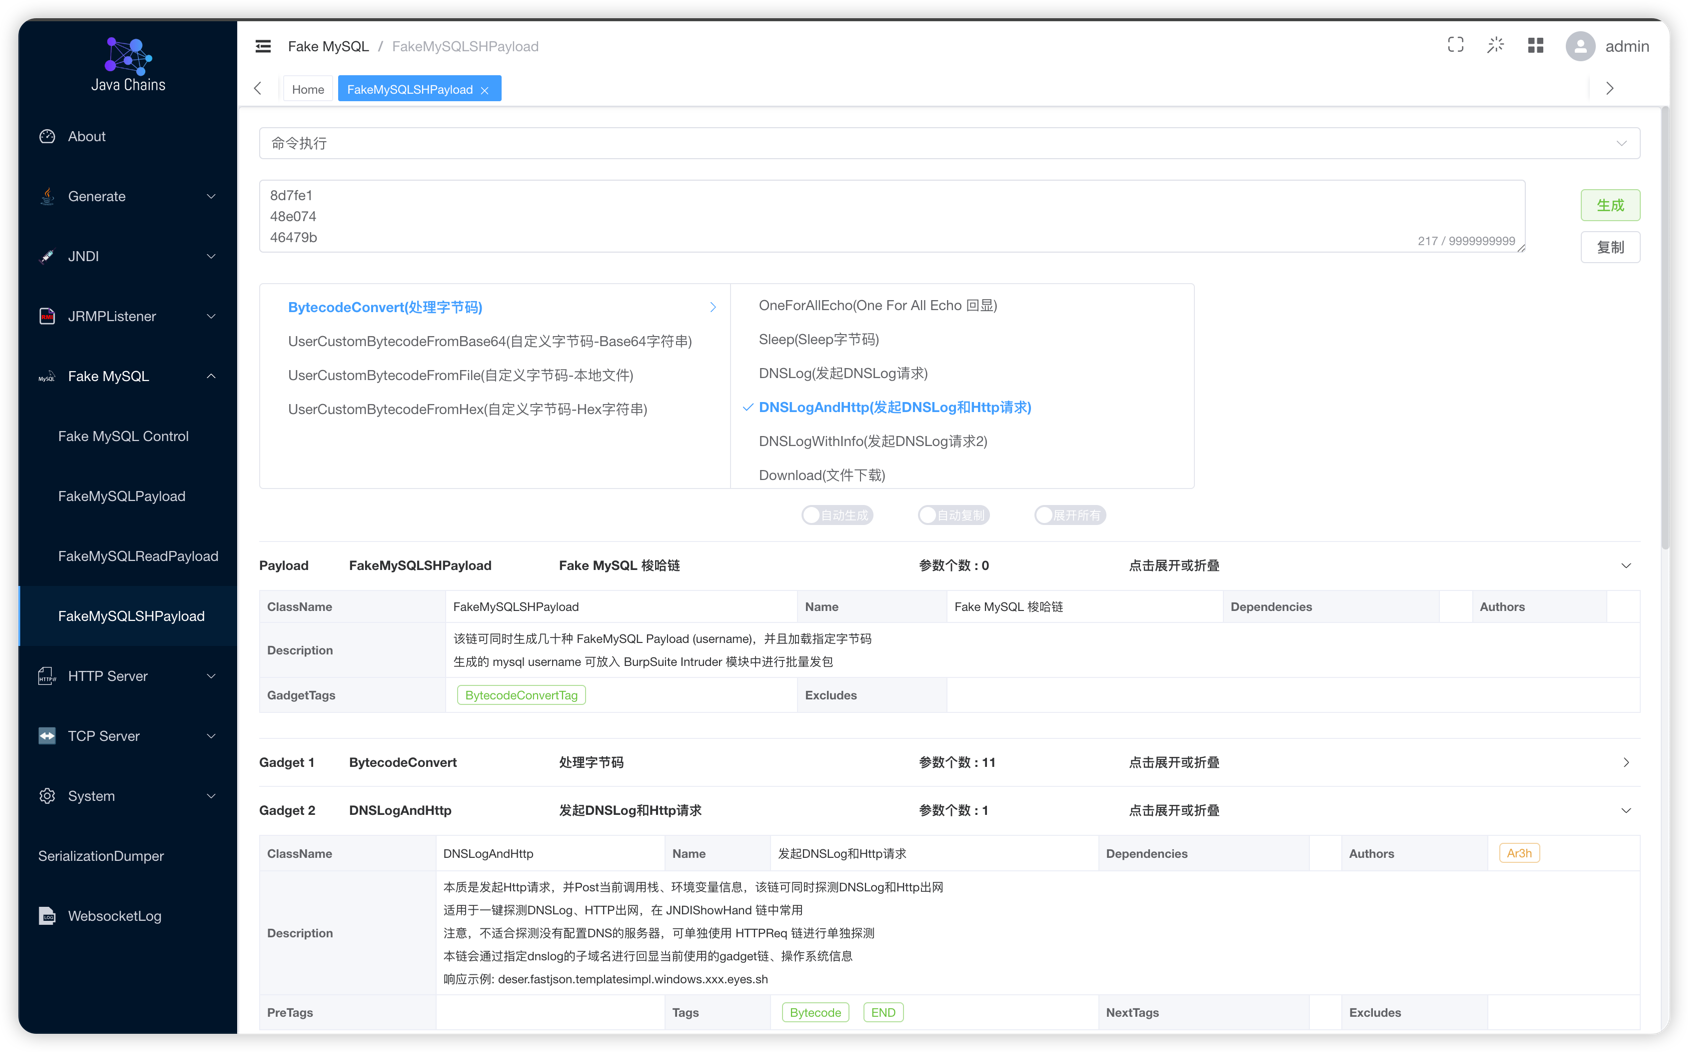 Java Chains
About
Generate
JNDI
JRMPListener
Fake MySQL
Fake MySQL Control
FakeMySQLPayload
FakeMySQLReadPayload
FakeMySQLSHPayload
HTTP Server
TCP Server
System
SerializationDumper
WebsocketLog
Fake MySQL / FakeMySQLSHPayload
admin
Home
FakeMySQLSHPayload
命令执行
8d7fe1
48e074
46479b
217 / 9999999999
生成
复制
BytecodeConvert(处理字节码)
UserCustomBytecodeFromBase64(自定义字节码-Base64字符串)
UserCustomBytecodeFromFile(自定义字节码-本地文件)
UserCustomBytecodeFromHex(自定义字节码-Hex字符串)
OneForAllEcho(One For All Echo 回显)
Sleep(Sleep字节码)
DNSLog(发起DNSLog请求)
DNSLogAndHttp(发起DNSLog和Http请求)
DNSLogWithInfo(发起DNSLog请求2)
Download(文件下载)
自动生成 自动复制 展开所有
Payload FakeMySQLSHPayload Fake MySQL 梭哈链 参数个数 : 0 点击展开或折叠
ClassName FakeMySQLSHPayload Name Fake MySQL 梭哈链 Dependencies Authors
Description
该链可同时生成几十种 FakeMySQL Payload (username)，并且加载指定字节码
生成的 mysql username 可放入 BurpSuite Intruder 模块中进行批量发包
GadgetTags BytecodeConvertTag Excludes
Gadget 1 BytecodeConvert 处理字节码 参数个数 : 11 点击展开或折叠
Gadget 2 DNSLogAndHttp 发起DNSLog和Http请求 参数个数 : 1 点击展开或折叠
ClassName DNSLogAndHttp Name 发起DNSLog和Http请求 Dependencies Authors Ar3h
Description
本质是发起Http请求，并Post当前调用栈、环境变量信息，该链可同时探测DNSLog和Http出网
适用于一键探测DNSLog、HTTP出网，在 JNDIShowHand 链中常用
注意，不适合探测没有配置DNS的服务器，可单独使用 HTTPReq 链进行单独探测
本链会通过指定dnslog的子域名进行回显当前使用的gadget链、操作系统信息
响应示例: deser.fastjson.templatesimpl.windows.xxx.eyes.sh
PreTags Tags Bytecode END NextTags Excludes